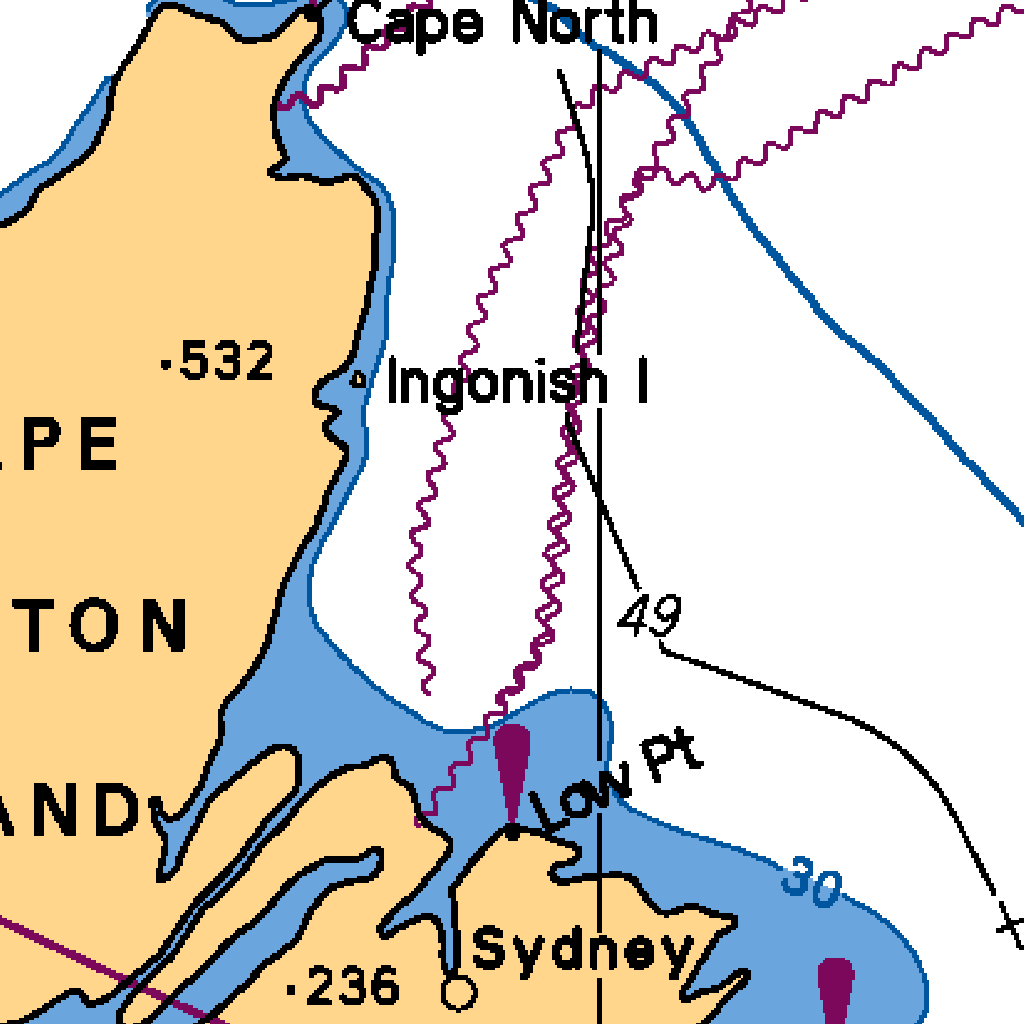 Cape North
·532
Ingonish I
PE
TON
49
Low Pt
AND
30
Sydney
·236